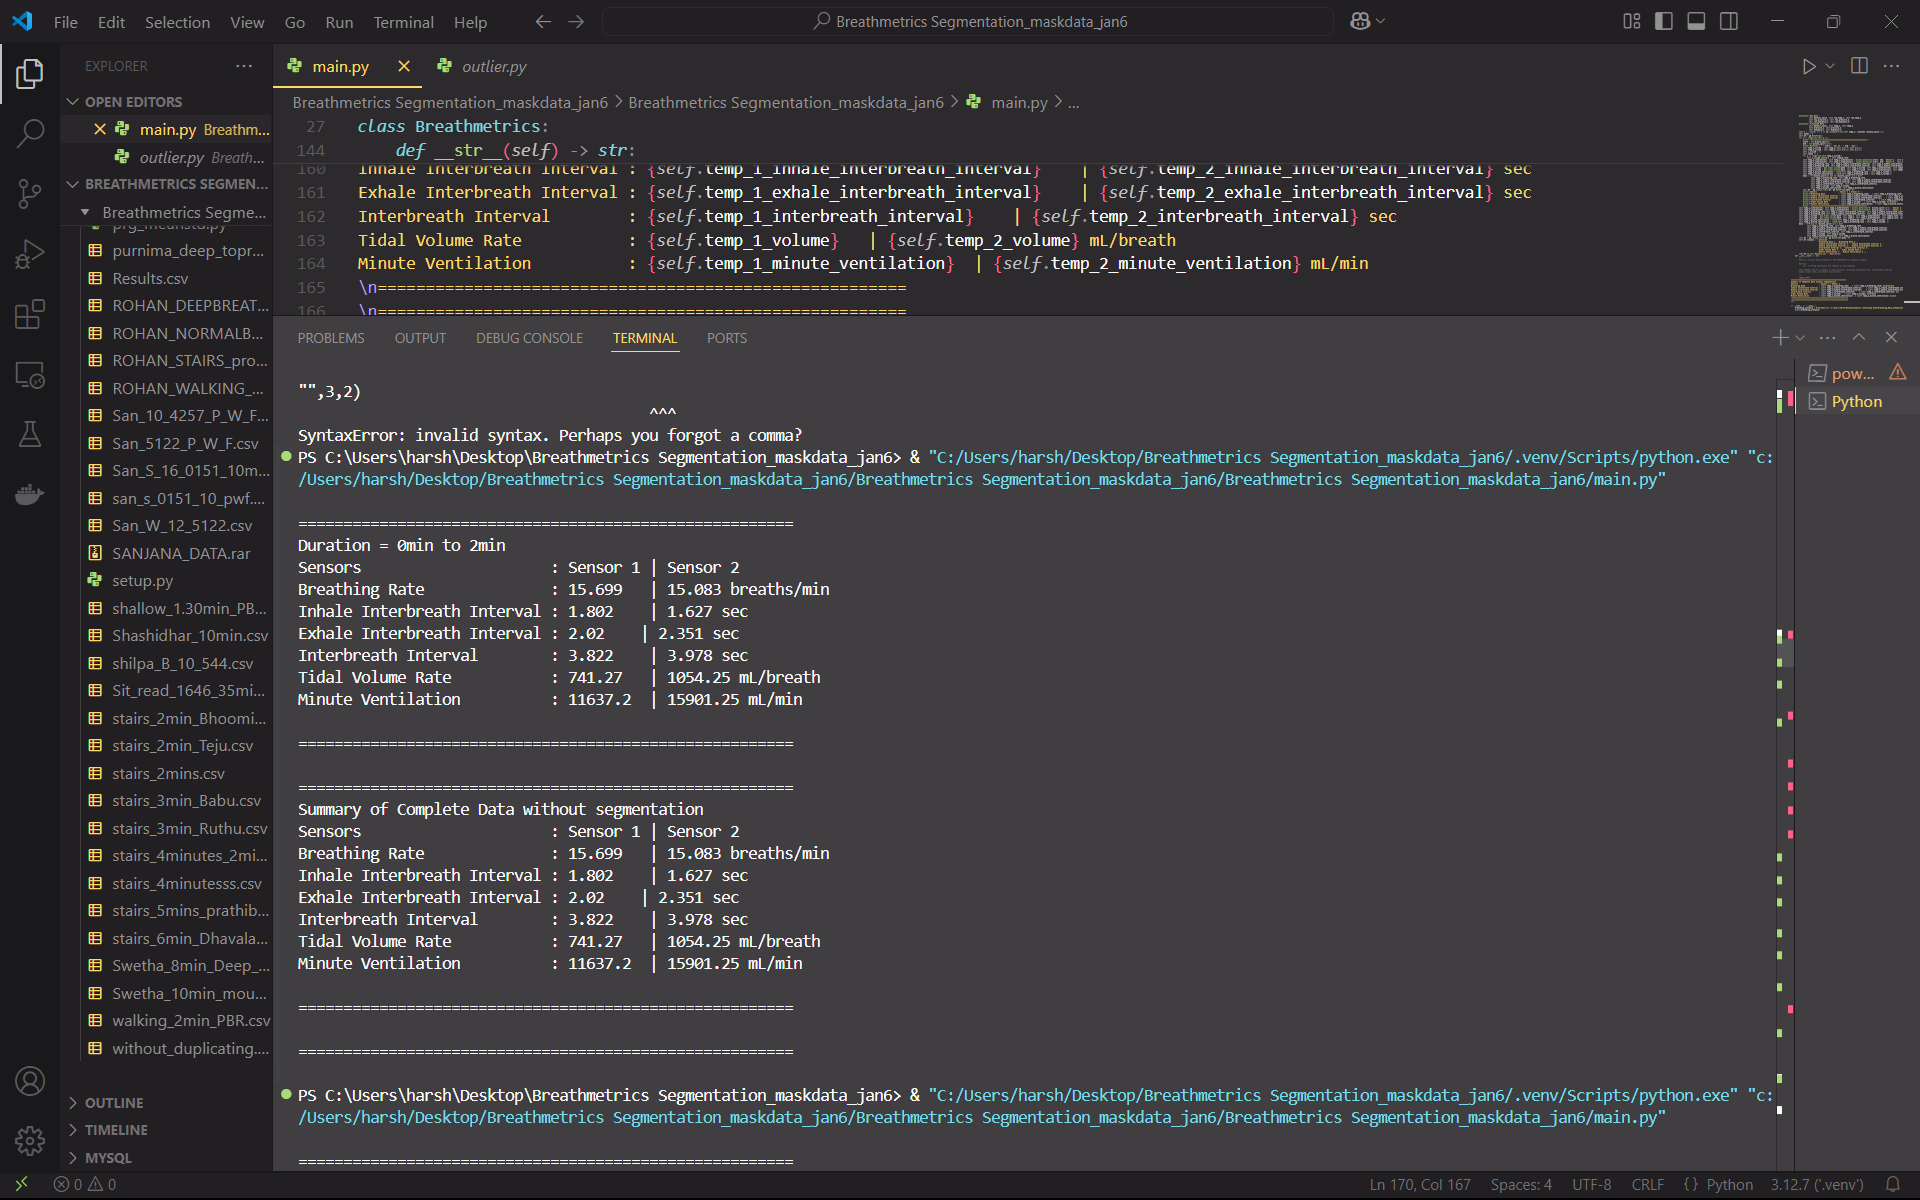 File Edit Selection View Go Run Terminal Help
Breathmetrics Segmentation_maskdata_jan6
EXPLORER
OPEN EDITORS
main.py Breathm...
outlier.py Breath...
BREATHMETRICS SEGMEN...
Breathmetrics Segme...
purnima_deep_topr...
Results.csv
ROHAN_DEEPBREAT...
ROHAN_NORMALB...
ROHAN_STAIRS_pro...
ROHAN_WALKING_...
San_10_4257_P_W_F...
San_5122_P_W_F.csv
San_S_16_0151_10m...
san_s_0151_10_pwf....
San_W_12_5122.csv
SANJANA_DATA.rar
setup.py
shallow_1.30min_PB...
Shashidhar_10min.csv
shilpa_B_10_544.csv
Sit_read_1646_35mi...
stairs_2min_Bhoomi...
stairs_2min_Teju.csv
stairs_2mins.csv
stairs_3min_Babu.csv
stairs_3min_Ruthu.csv
stairs_4minutes_2mi...
stairs_4minutesss.csv
stairs_5mins_prathib...
stairs_6min_Dhavala...
Swetha_8min_Deep_...
Swetha_10min_mou...
walking_2min_PBR.csv
without_duplicating....
OUTLINE
TIMELINE
MYSQL
main.py outlier.py
Breathmetrics Segmentation_maskdata_jan6 > Breathmetrics Segmentation_maskdata_jan6 > main.py > ...
27 class Breathmetrics:
144 def __str__(self) -> str:
160 Inhale Interbreath Interval : {self.temp_1_inhale_interbreath_interval} | {self.temp_2_inhale_interbreath_interval} sec
161 Exhale Interbreath Interval : {self.temp_1_exhale_interbreath_interval} | {self.temp_2_exhale_interbreath_interval} sec
162 Interbreath Interval : {self.temp_1_interbreath_interval} | {self.temp_2_interbreath_interval} sec
163 Tidal Volume Rate : {self.temp_1_volume} | {self.temp_2_volume} mL/breath
164 Minute Ventilation : {self.temp_1_minute_ventilation} | {self.temp_2_minute_ventilation} mL/min
165 \n=======================================================
166 \n=======================================================
PROBLEMS OUTPUT DEBUG CONSOLE TERMINAL PORTS
pow...
Python
"",3,2)
^^^
SyntaxError: invalid syntax. Perhaps you forgot a comma?
PS C:\Users\harsh\Desktop\Breathmetrics Segmentation_maskdata_jan6> & "C:/Users/harsh/Desktop/Breathmetrics Segmentation_maskdata_jan6/.venv/Scripts/python.exe" "c:
/Users/harsh/Desktop/Breathmetrics Segmentation_maskdata_jan6/Breathmetrics Segmentation_maskdata_jan6/Breathmetrics Segmentation_maskdata_jan6/main.py"
=======================================================
Duration = 0min to 2min
Sensors : Sensor 1 | Sensor 2
Breathing Rate : 15.699 | 15.083 breaths/min
Inhale Interbreath Interval : 1.802 | 1.627 sec
Exhale Interbreath Interval : 2.02 | 2.351 sec
Interbreath Interval : 3.822 | 3.978 sec
Tidal Volume Rate : 741.27 | 1054.25 mL/breath
Minute Ventilation : 11637.2 | 15901.25 mL/min
=======================================================
=======================================================
Summary of Complete Data without segmentation
Sensors : Sensor 1 | Sensor 2
Breathing Rate : 15.699 | 15.083 breaths/min
Inhale Interbreath Interval : 1.802 | 1.627 sec
Exhale Interbreath Interval : 2.02 | 2.351 sec
Interbreath Interval : 3.822 | 3.978 sec
Tidal Volume Rate : 741.27 | 1054.25 mL/breath
Minute Ventilation : 11637.2 | 15901.25 mL/min
=======================================================
=======================================================
PS C:\Users\harsh\Desktop\Breathmetrics Segmentation_maskdata_jan6> & "C:/Users/harsh/Desktop/Breathmetrics Segmentation_maskdata_jan6/.venv/Scripts/python.exe" "c:
/Users/harsh/Desktop/Breathmetrics Segmentation_maskdata_jan6/Breathmetrics Segmentation_maskdata_jan6/Breathmetrics Segmentation_maskdata_jan6/main.py"
=======================================================
0 0 Ln 170, Col 167 Spaces: 4 UTF-8 CRLF {} Python 3.12.7 ('.venv')